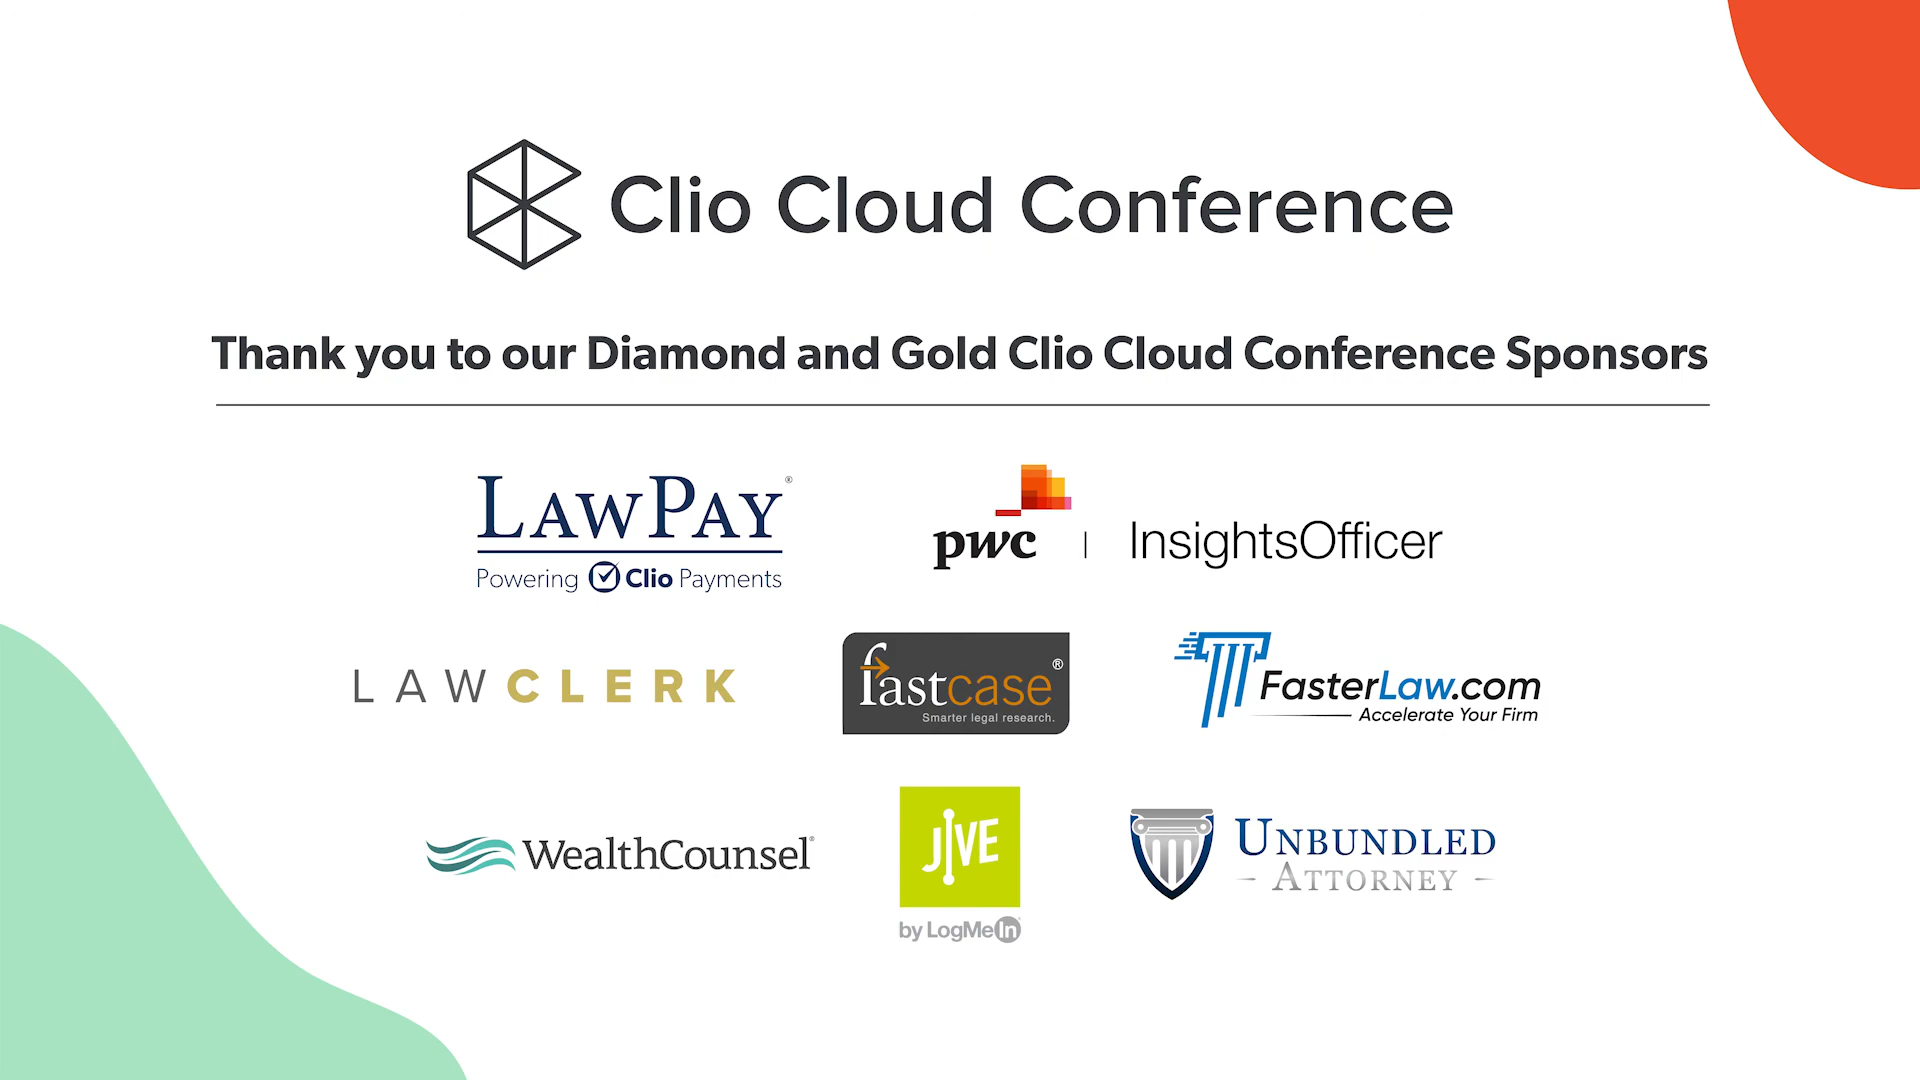 Clio Cloud Conference
Thank you to our Diamond and Gold Clio Cloud Conference Sponsors
LAWPAY®
Powering Clio Payments
pwc | InsightsOfficer
LAWCLERK
fastcase®
Smarter legal research.
FasterLaw.com
Accelerate Your Firm
WealthCounsel®
JIVE
by LogMeIn
UNBUNDLED
ATTORNEY